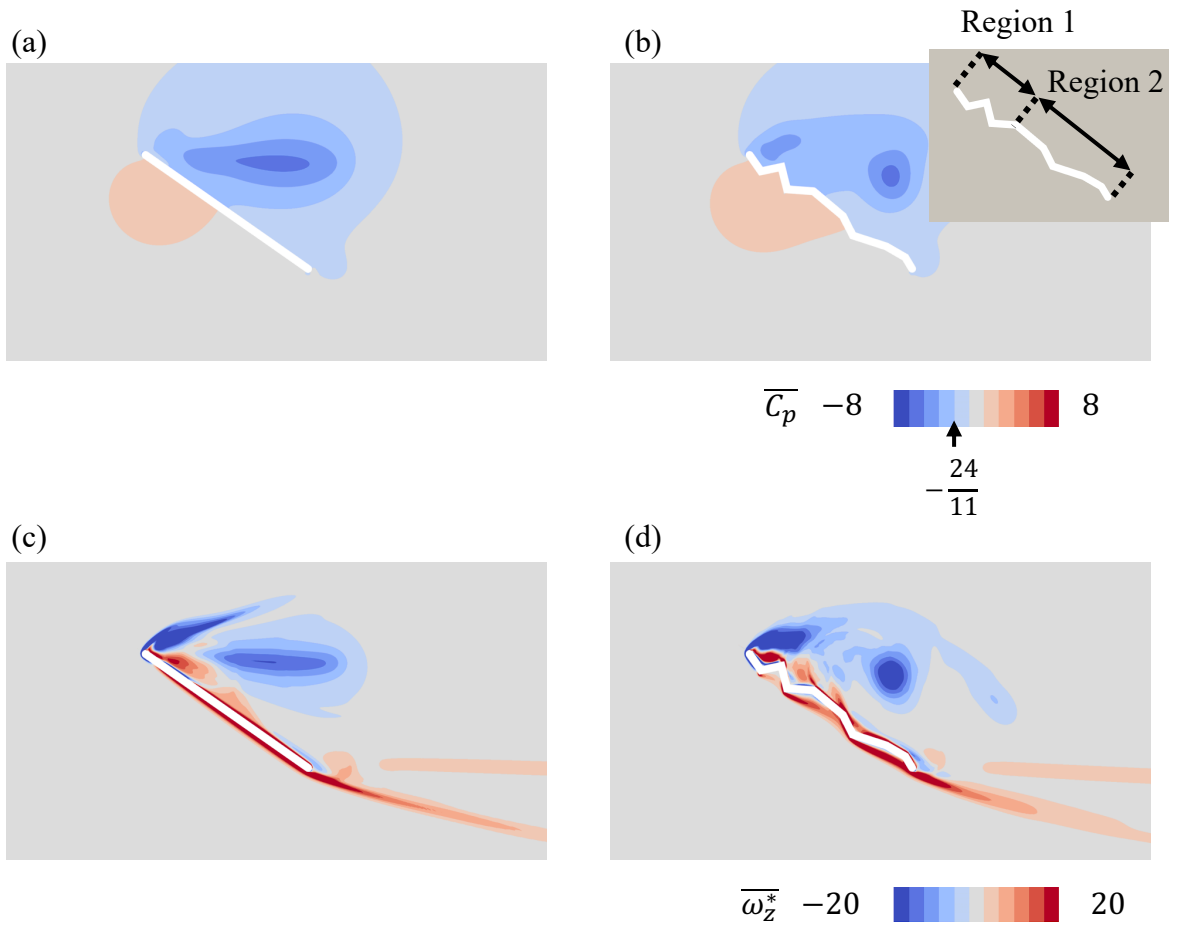 Region 1
(a)
(b)
Region 2
$\overline{C_p}$ −8 8
$-\frac{24}{11}$
(c)
(d)
$\overline{\omega_z^*}$ −20 20